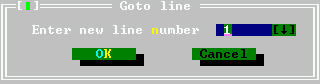 [▮] Goto line
Enter new line number 1 [↓]
OK Cancel